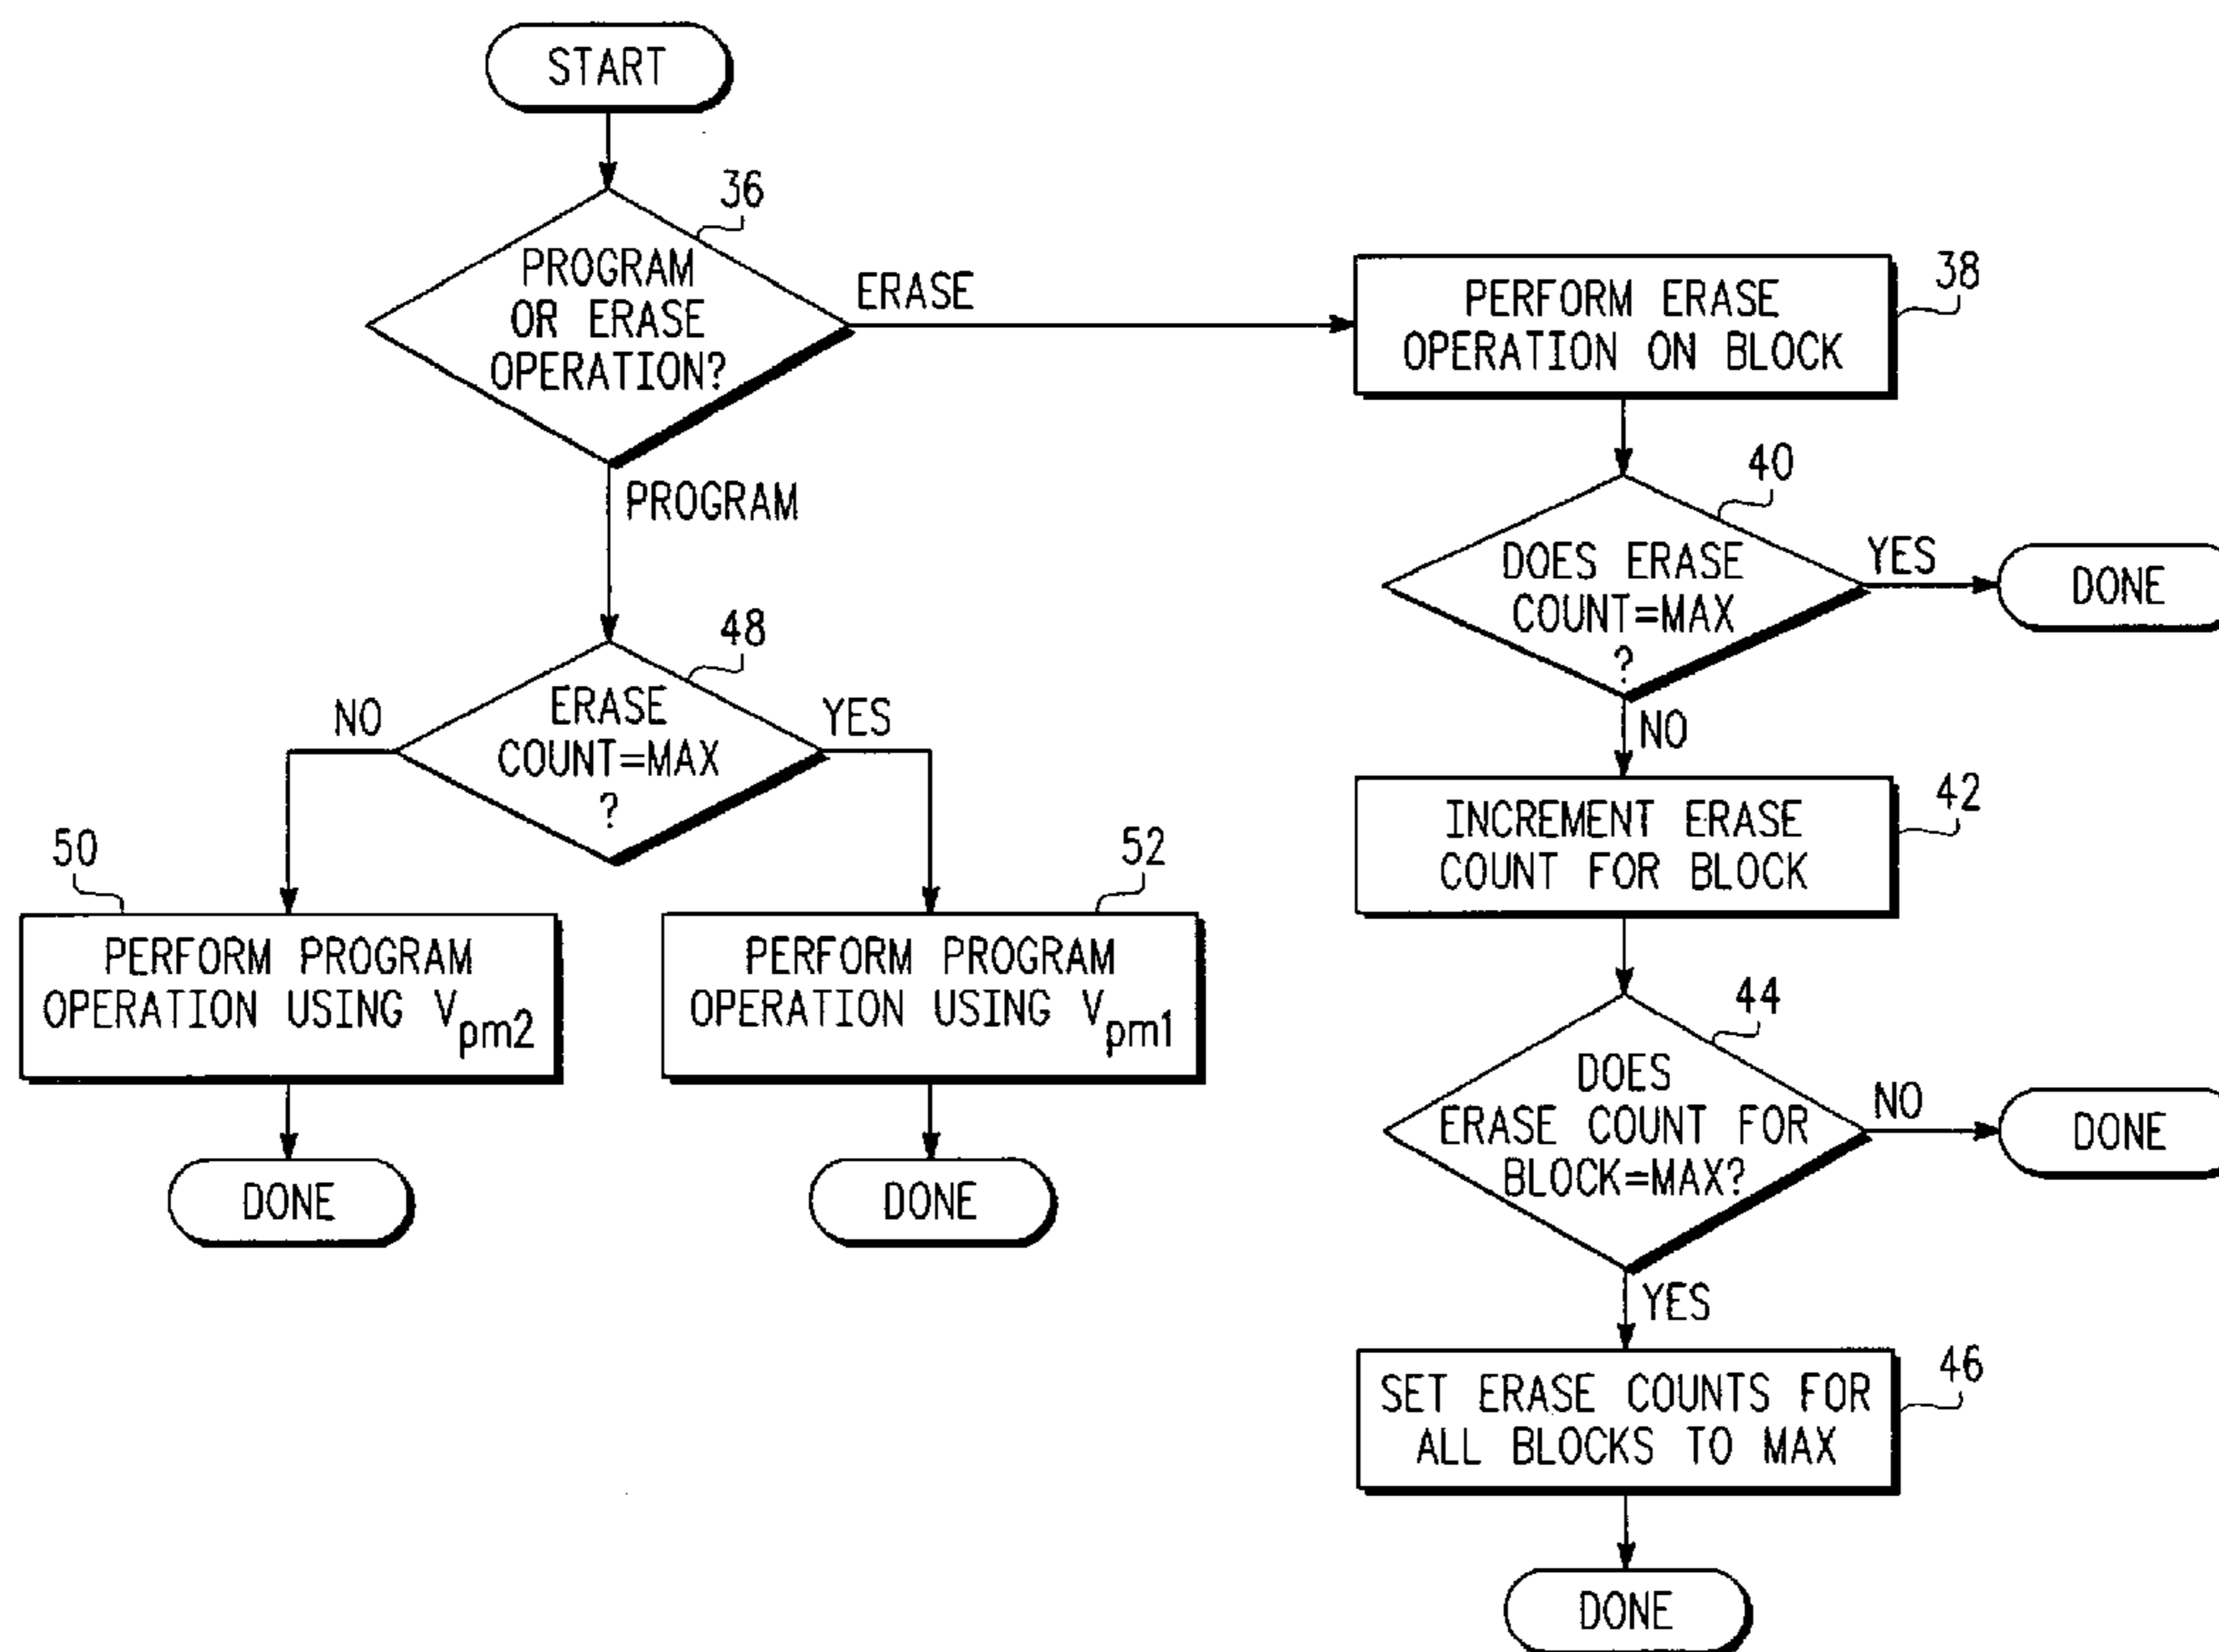 START
36
PROGRAM
OR ERASE
OPERATION?
ERASE
PROGRAM
38
PERFORM ERASE
OPERATION ON BLOCK
40
DOES ERASE
COUNT=MAX
?
YES
DONE
NO
48
ERASE
COUNT=MAX
?
NO
YES
50
PERFORM PROGRAM
OPERATION USING Vpm2
DONE
52
PERFORM PROGRAM
OPERATION USING Vpm1
DONE
42
INCREMENT ERASE
COUNT FOR BLOCK
44
DOES
ERASE COUNT FOR
BLOCK=MAX?
NO
DONE
YES
46
SET ERASE COUNTS FOR
ALL BLOCKS TO MAX
DONE